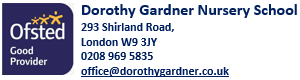 Dorothy Gardner Nursery School
293 Shirland Road,
London W9 3JY
0208 969 5835
office@dorothygardner.co.uk
Ofsted
Good
Provider